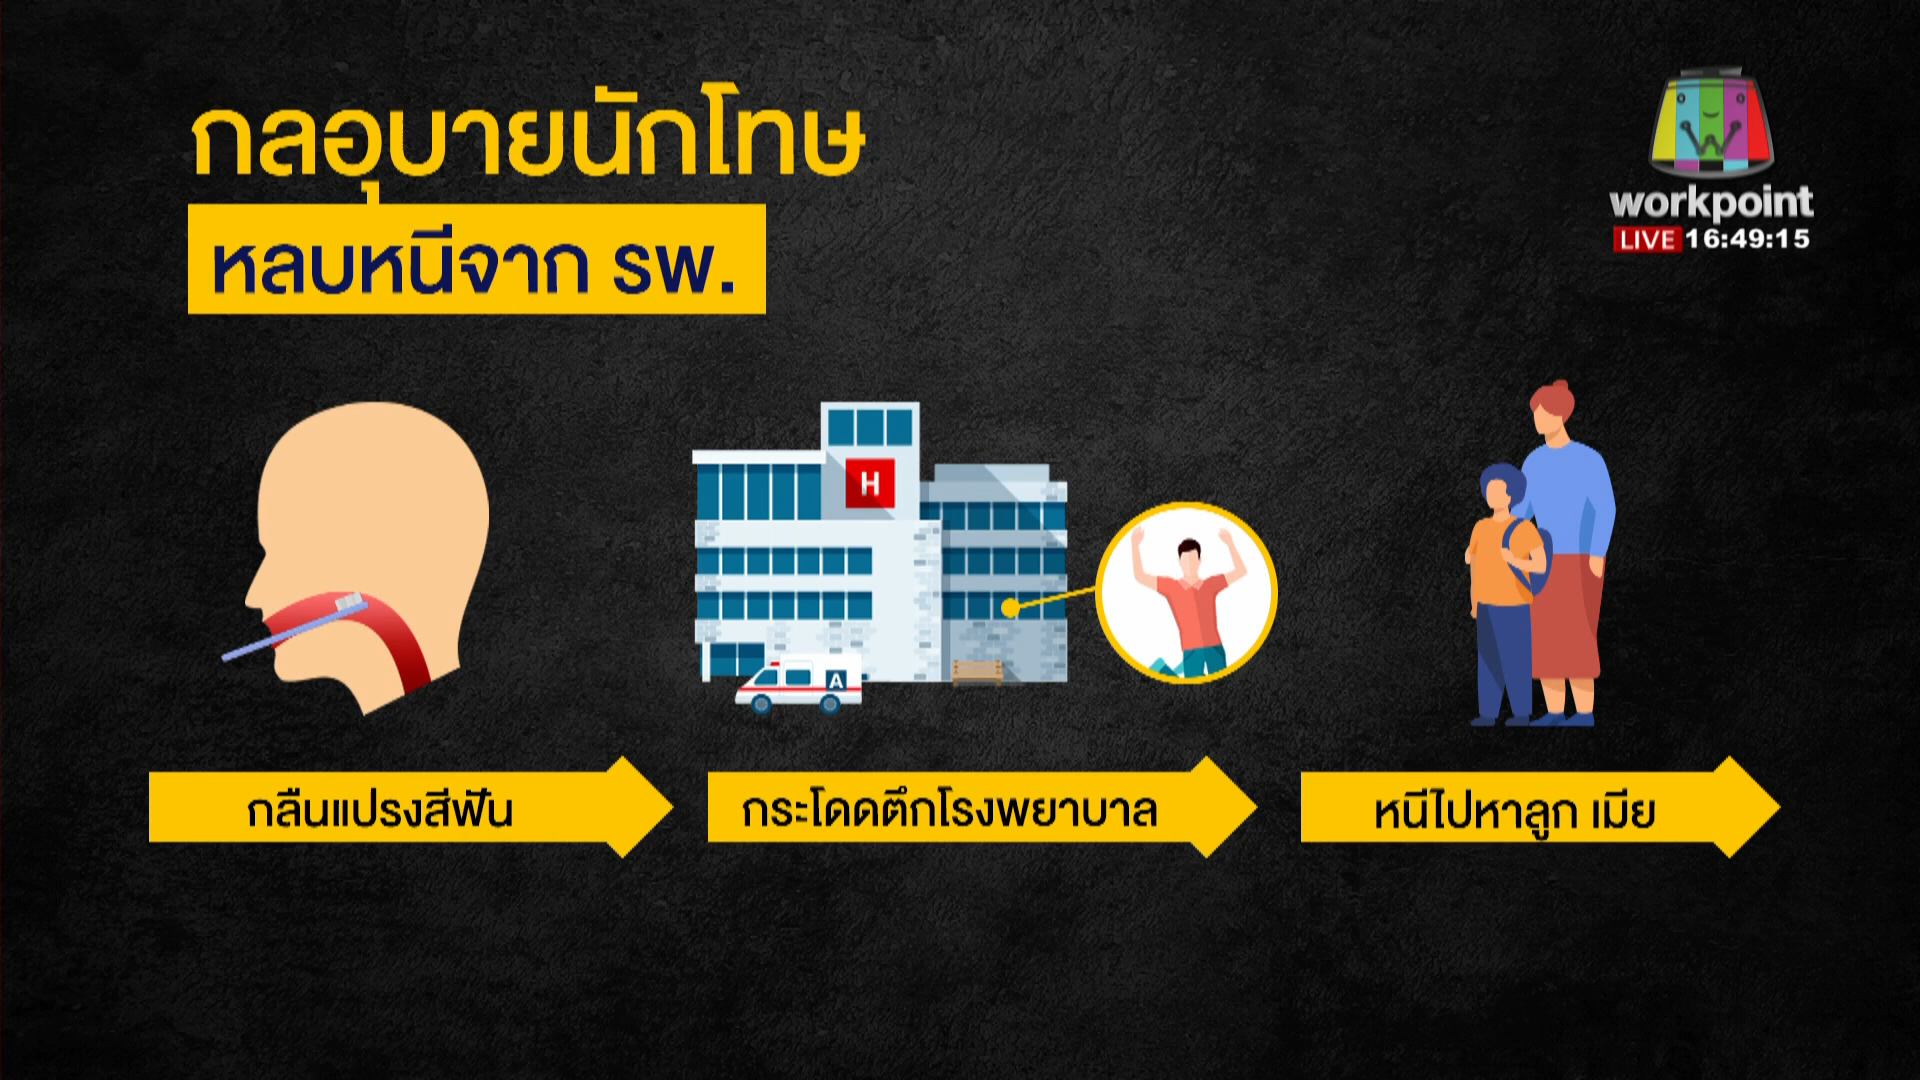 กลอุบายนักโทษ
หลบหนีจาก รพ.
workpoint
LIVE 16:49:15
H
A
กลืนแปรงสีฟัน
กระโดดตึกโรงพยาบาล
หนีไปหาลูก เมีย